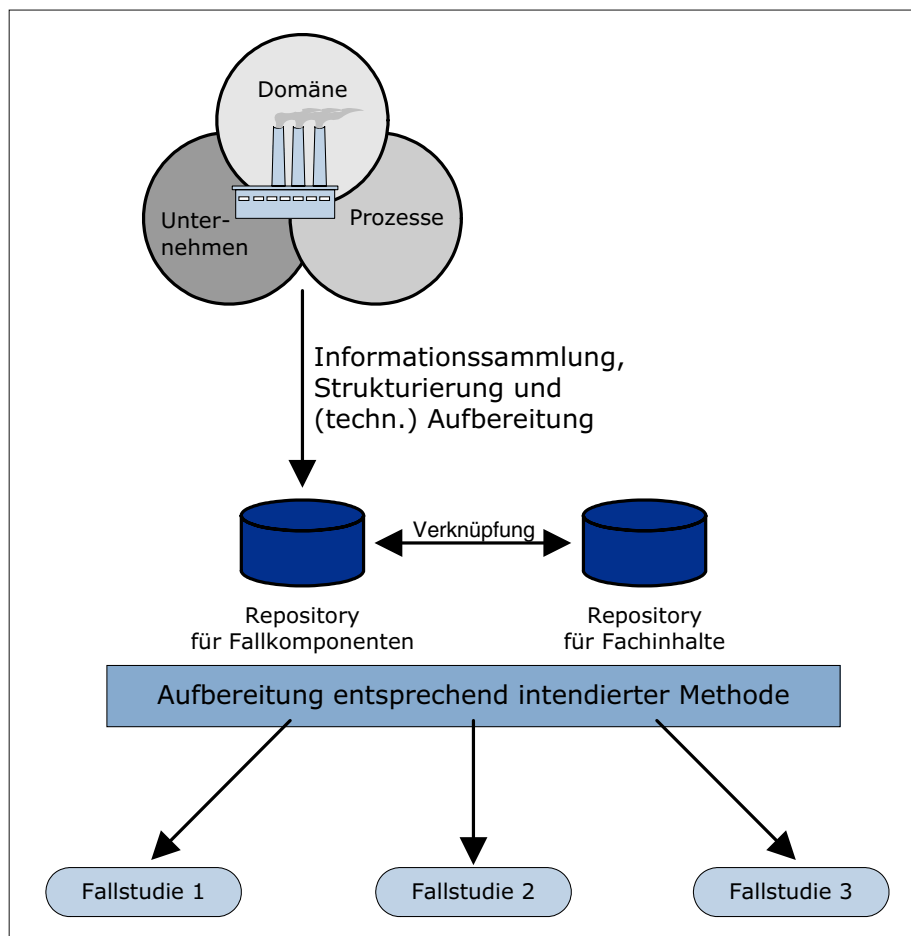 Domäne
Unter-
nehmen
Prozesse
Informationssammlung,
Strukturierung und
(techn.) Aufbereitung
Verknüpfung
Repository
für Fallkomponenten
Repository
für Fachinhalte
Aufbereitung entsprechend intendierter Methode
Fallstudie 1
Fallstudie 2
Fallstudie 3